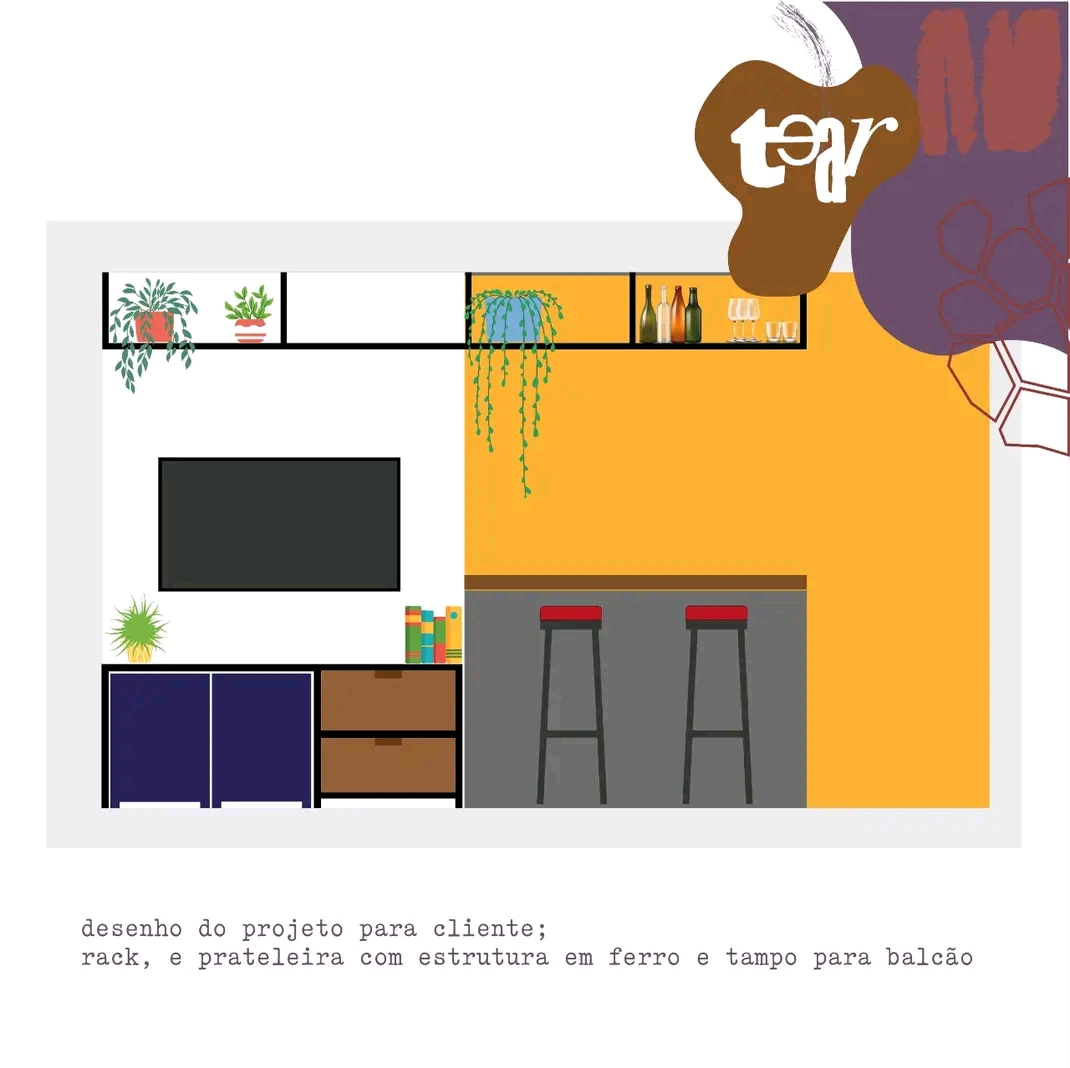 tear
desenho do projeto para cliente;
rack, e prateleira com estrutura em ferro e tampo para balcão